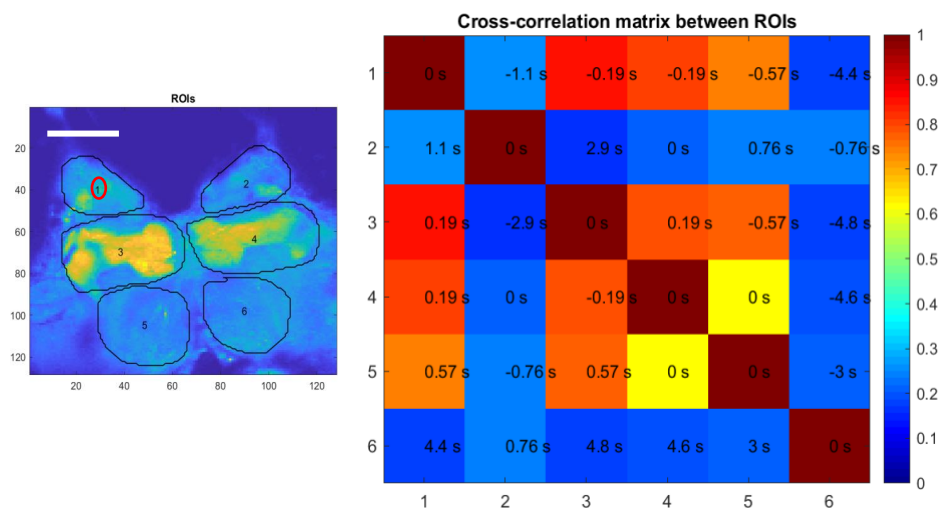 ROIs
20
40
60
80
100
120
20 40 60 80 100 120
1
2
3
4
5
6
Cross-correlation matrix between ROIs
1 0 s -1.1 s -0.19 s -0.19 s -0.57 s -4.4 s
2 1.1 s 0 s 2.9 s 0 s 0.76 s -0.76 s
3 0.19 s -2.9 s 0 s 0.19 s -0.57 s -4.8 s
4 0.19 s 0 s -0.19 s 0 s 0 s -4.6 s
5 0.57 s -0.76 s 0.57 s 0 s 0 s -3 s
6 4.4 s 0.76 s 4.8 s 4.6 s 3 s 0 s
1 2 3 4 5 6
1
0.9
0.8
0.7
0.6
0.5
0.4
0.3
0.2
0.1
0